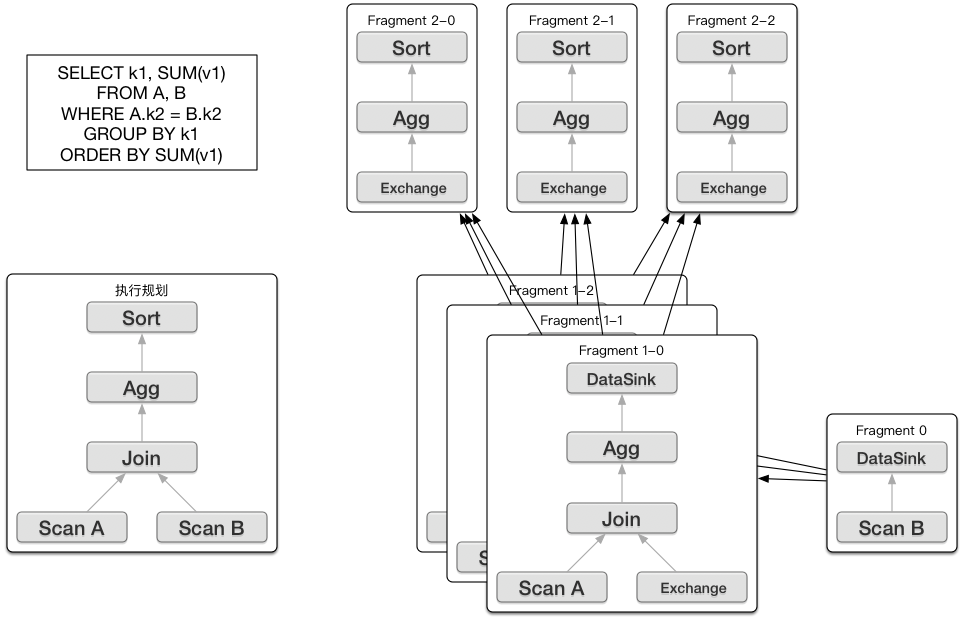 SELECT k1, SUM(v1)
FROM A, B
WHERE A.k2 = B.k2
GROUP BY k1
ORDER BY SUM(v1)
Fragment 2-0
Sort
Agg
Exchange
Fragment 2-1
Sort
Agg
Exchange
Fragment 2-2
Sort
Agg
Exchange
执行规划
Sort
Agg
Join
Scan A
Scan B
Fragment 1-2
Fragment 1-1
S
Fragment 1-0
DataSink
Agg
Join
Scan A
Exchange
Fragment 0
DataSink
Scan B